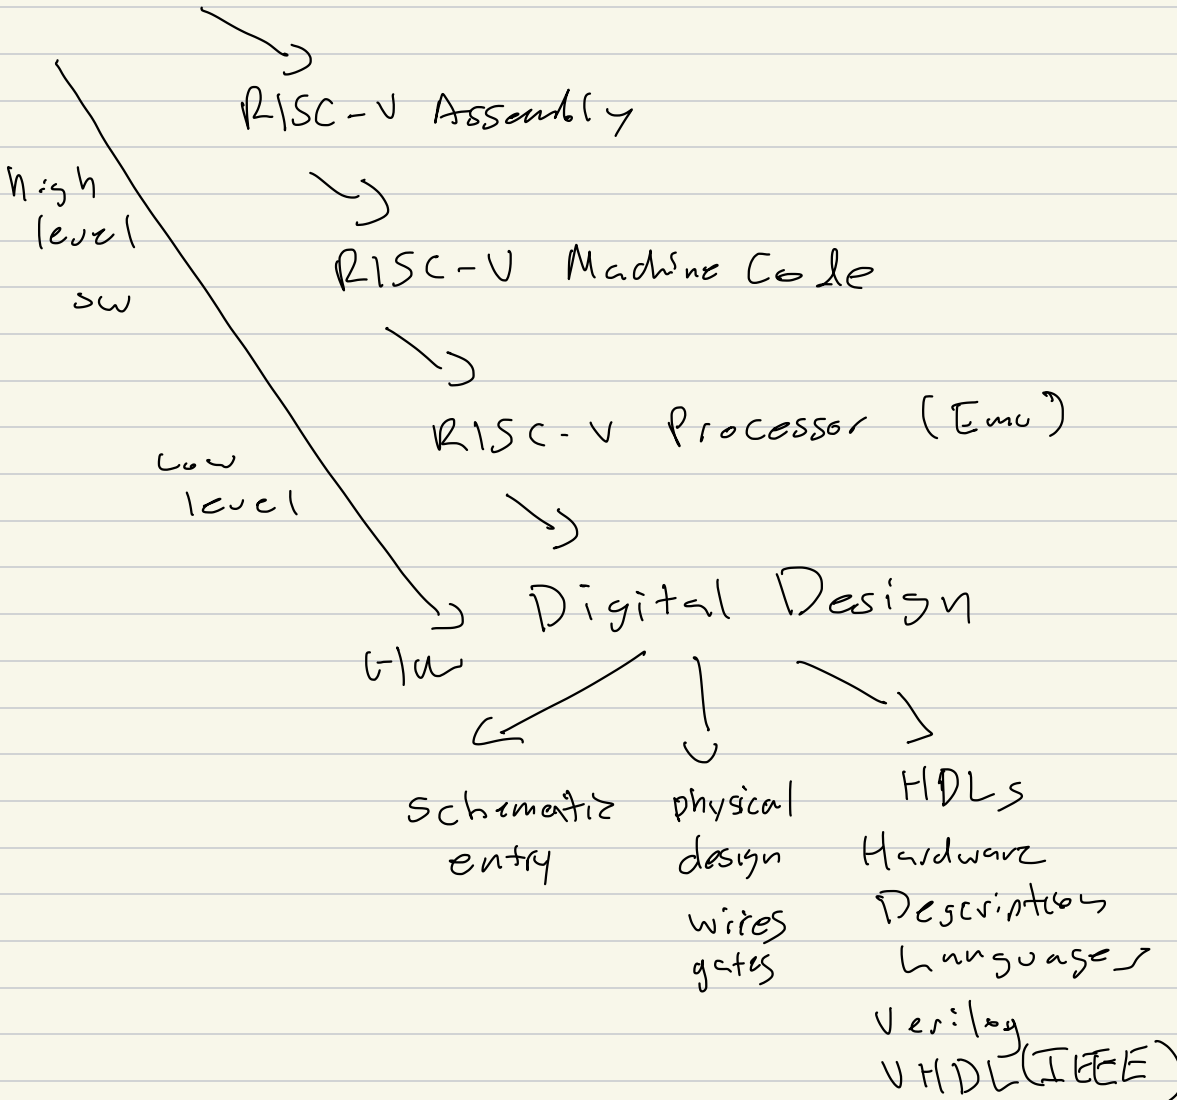 RISC-V Assembly
high
level
sw
RISC-V Machine Code
RISC-V Processor (Emu)
Low
level
Digital Design
H/W
schematic
entry
physical
design
wires
gates
HDLs
Hardware
Description
Languages
Verilog
VHDL (IEEE)